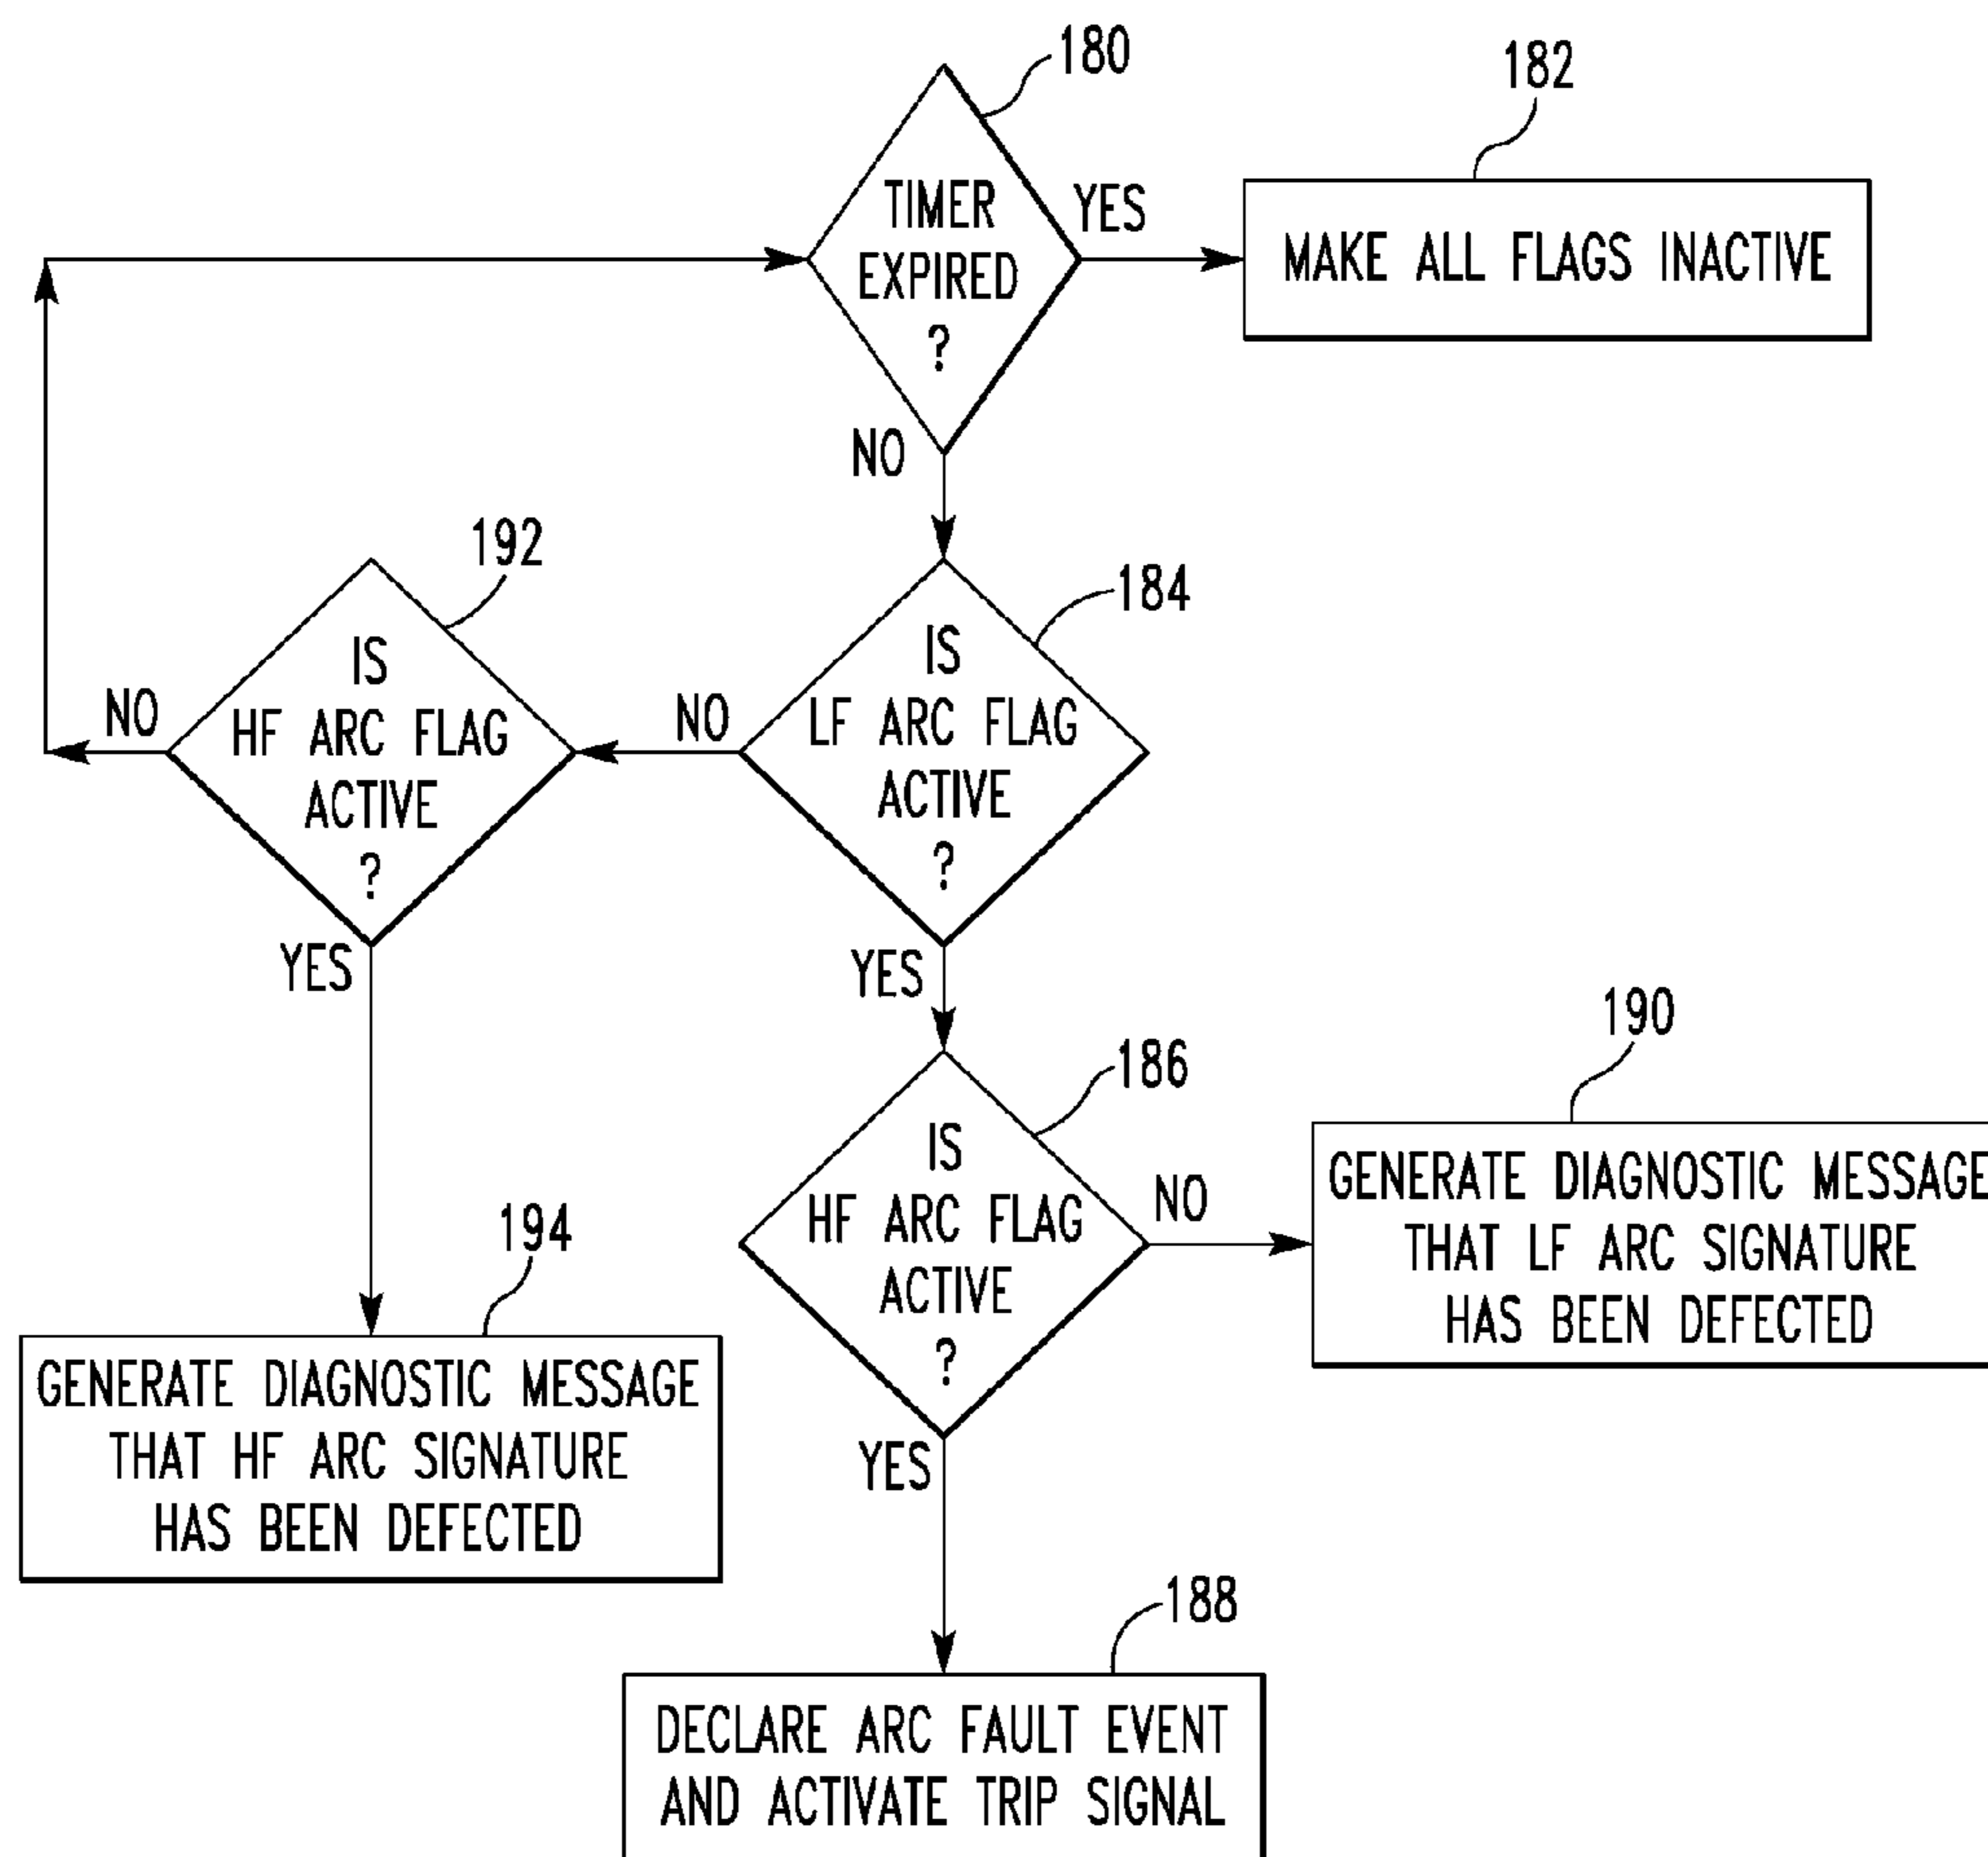 180
182
TIMER
EXPIRED
?
YES
MAKE ALL FLAGS INACTIVE
NO
192
184
IS
HF ARC FLAG
ACTIVE
?
NO
YES
IS
LF ARC FLAG
ACTIVE
?
NO
YES
186
190
IS
HF ARC FLAG
ACTIVE
?
NO
GENERATE DIAGNOSTIC MESSAGE
THAT LF ARC SIGNATURE
HAS BEEN DEFECTED
194
GENERATE DIAGNOSTIC MESSAGE
THAT HF ARC SIGNATURE
HAS BEEN DEFECTED
YES
188
DECLARE ARC FAULT EVENT
AND ACTIVATE TRIP SIGNAL